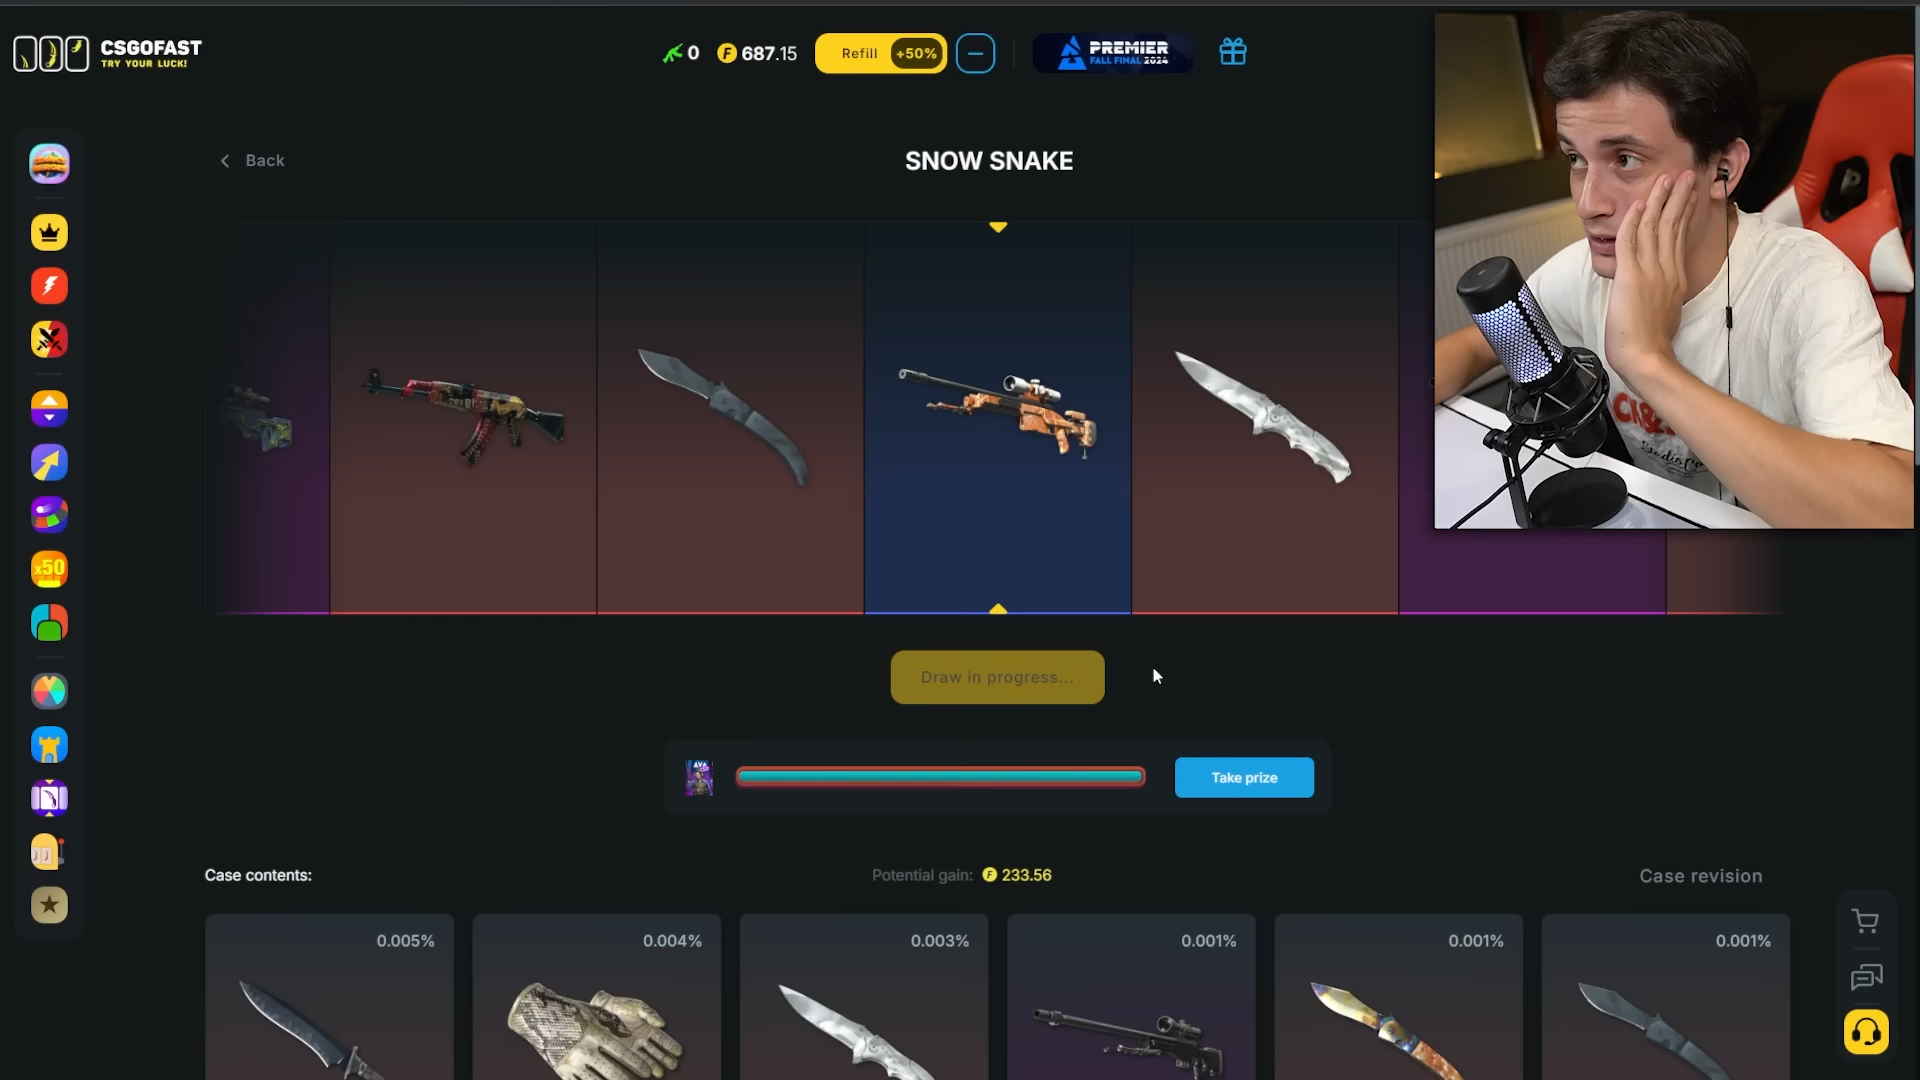 CSGOFAST
TRY YOUR LUCK!
0
687.15
Refill +50%
PREMIER
FALL FINAL 2024
Back
SNOW SNAKE
x50
Draw in progress...
Take prize
Case contents:
Potential gain: 233.56
Case revision
0.005%
0.004%
0.003%
0.001%
0.001%
0.001%